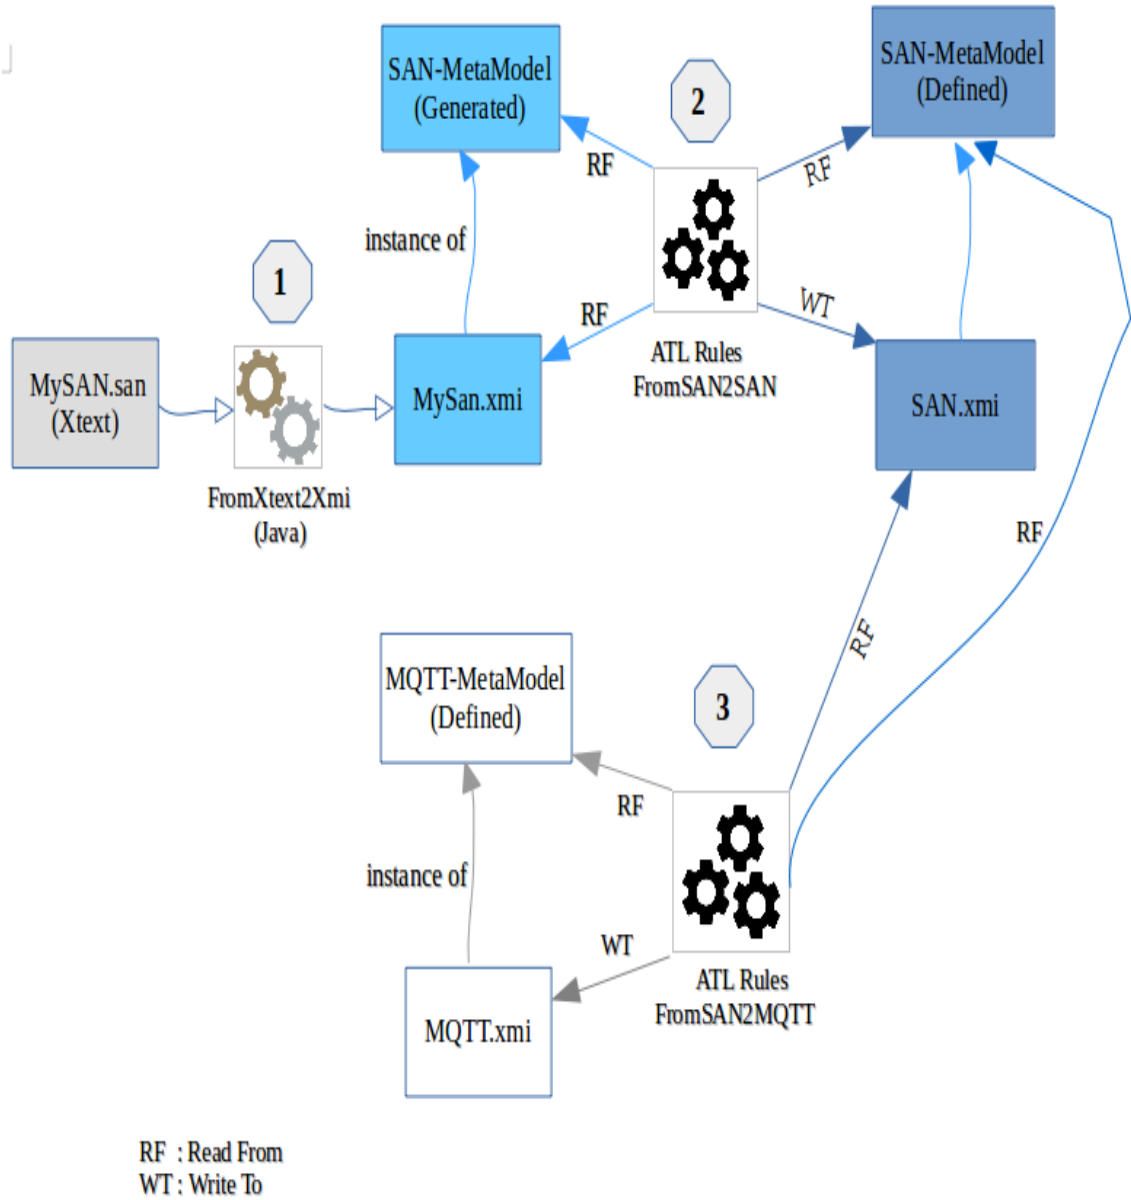 SAN-MetaModel
(Generated)
2
SAN-MetaModel
(Defined)
RF
RF
instance of
1
RF
WT
MySAN.san
(Xtext)
MySan.xmi
ATL Rules
FromSAN2SAN
SAN.xmi
FromXtext2Xmi
(Java)
RF
RF
MQTT-MetaModel
(Defined)
3
RF
instance of
WT
ATL Rules
FromSAN2MQTT
MQTT.xmi
RF : Read From
WT : Write To